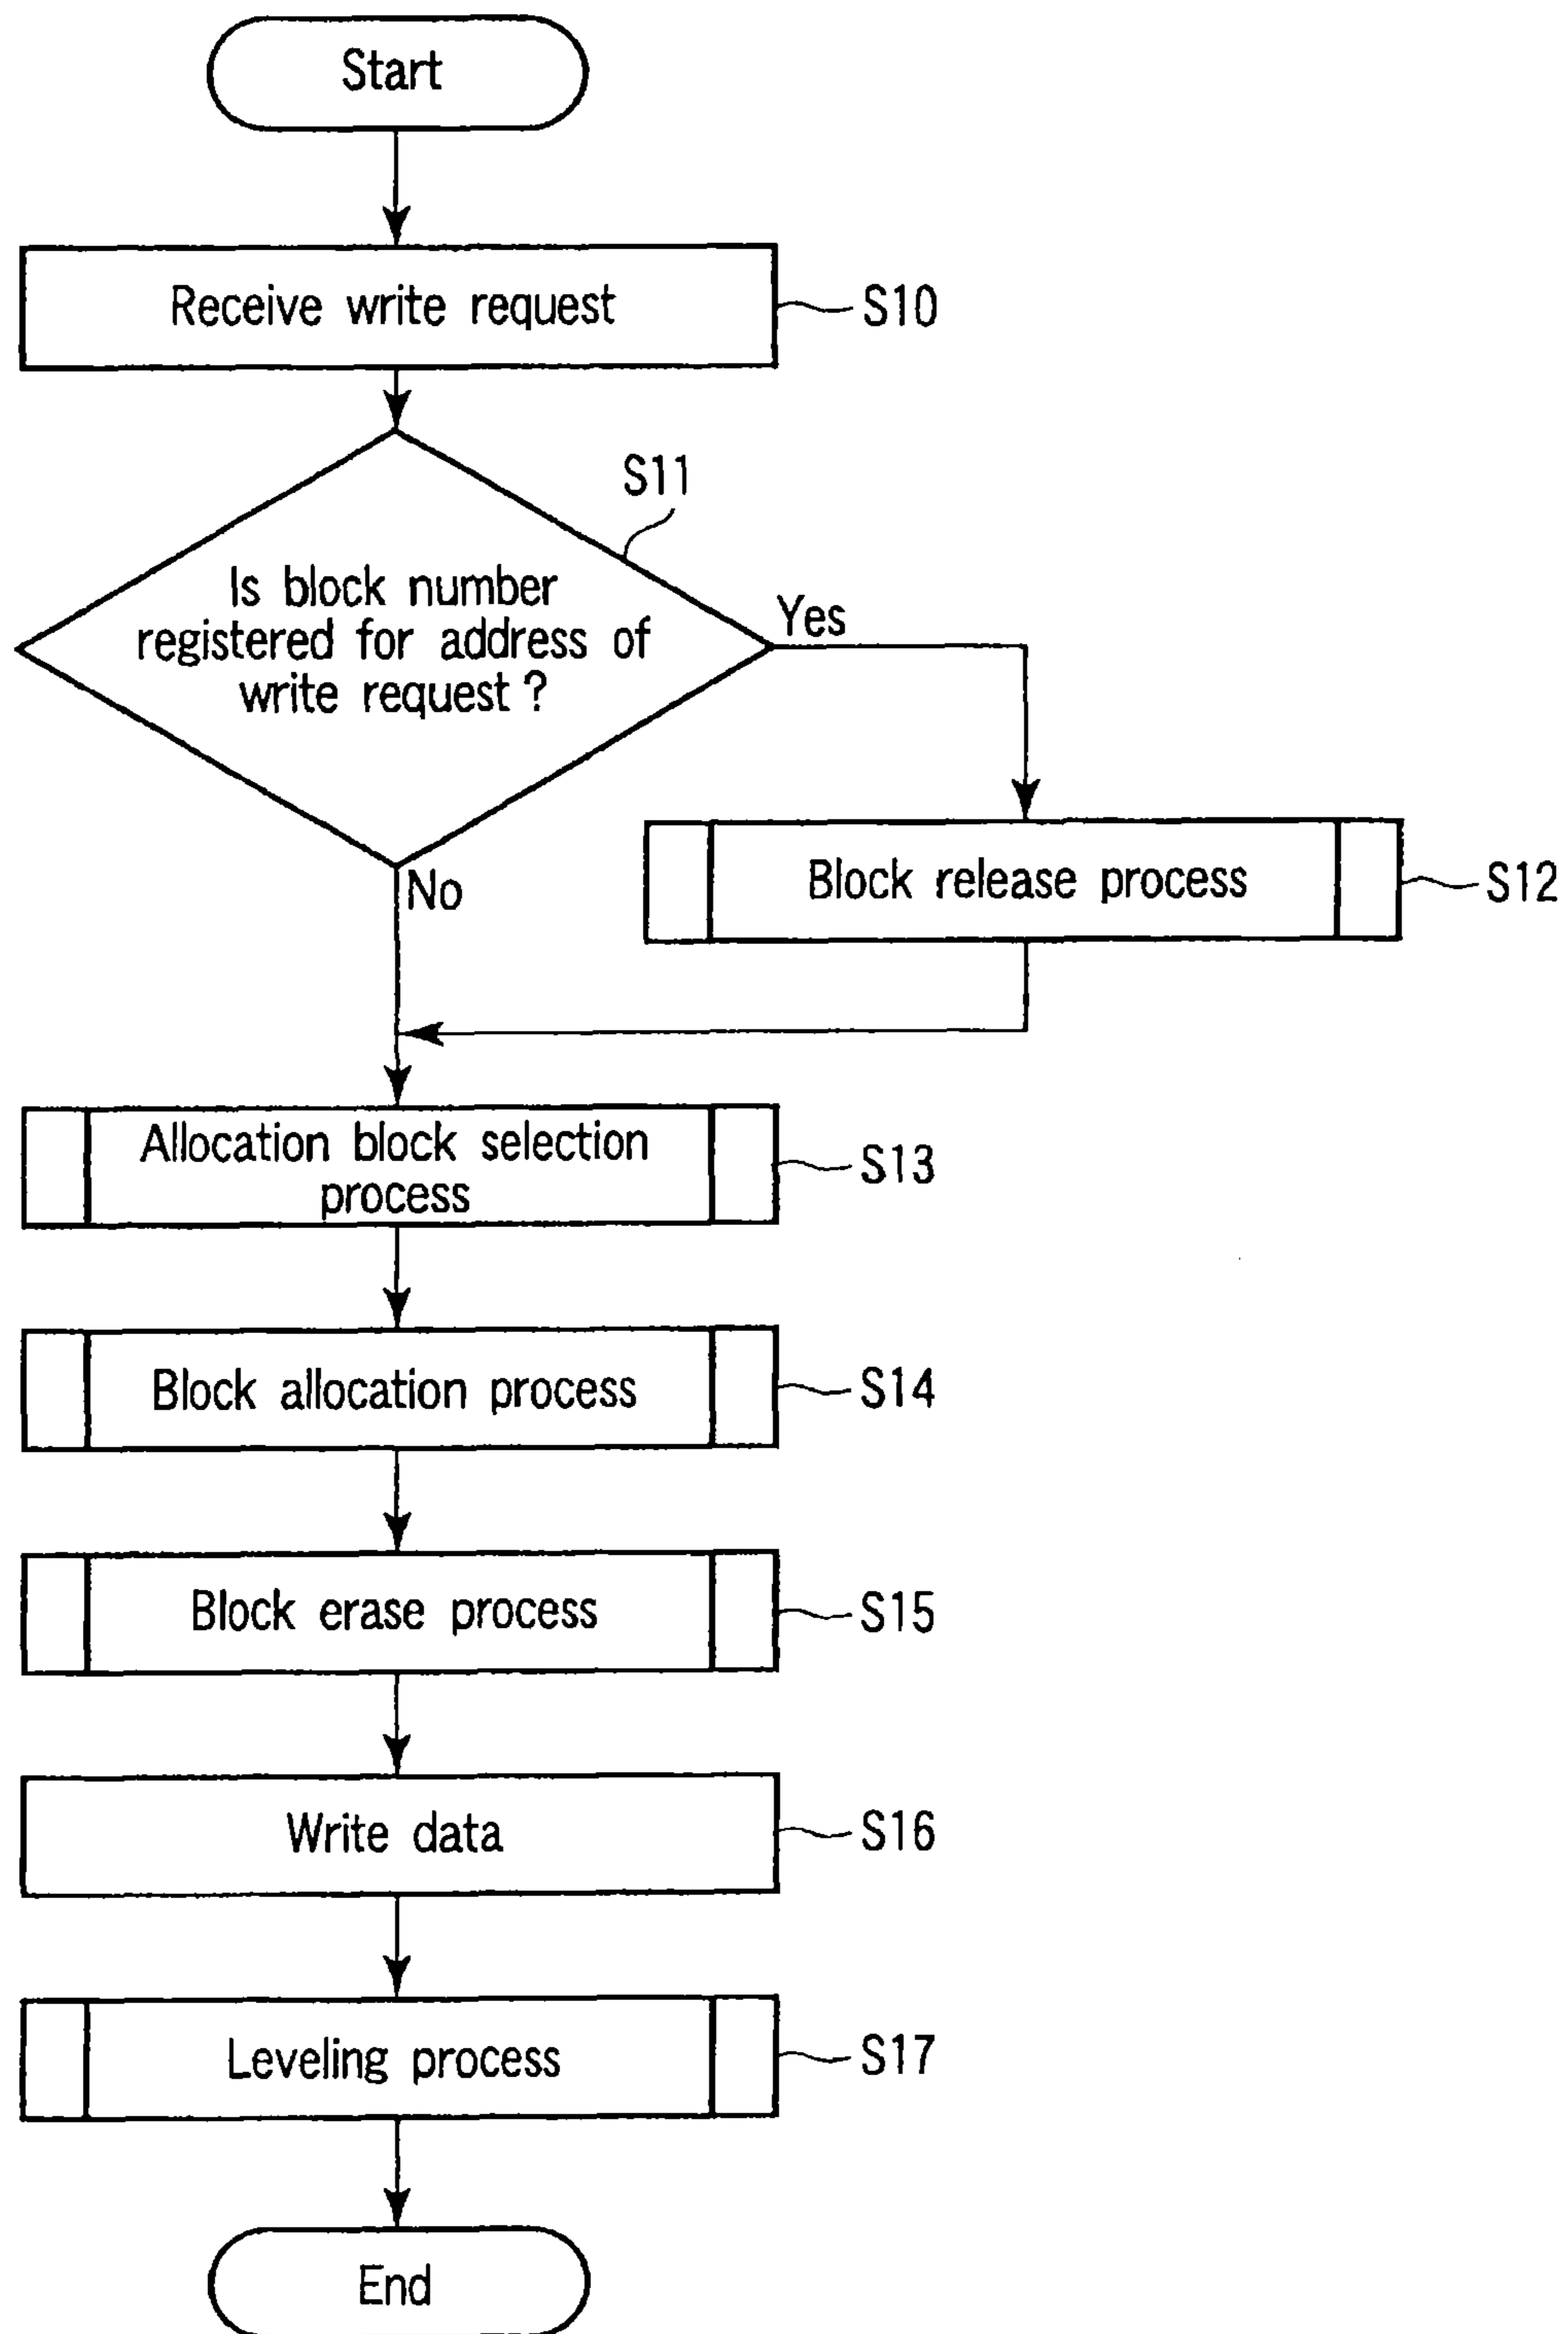 Start
Receive write request
S10
S11
Is block number
registered for address of
write request ?
Yes
No
Block release process
S12
Allocation block selection
process
S13
Block allocation process
S14
Block erase process
S15
Write data
S16
Leveling process
S17
End